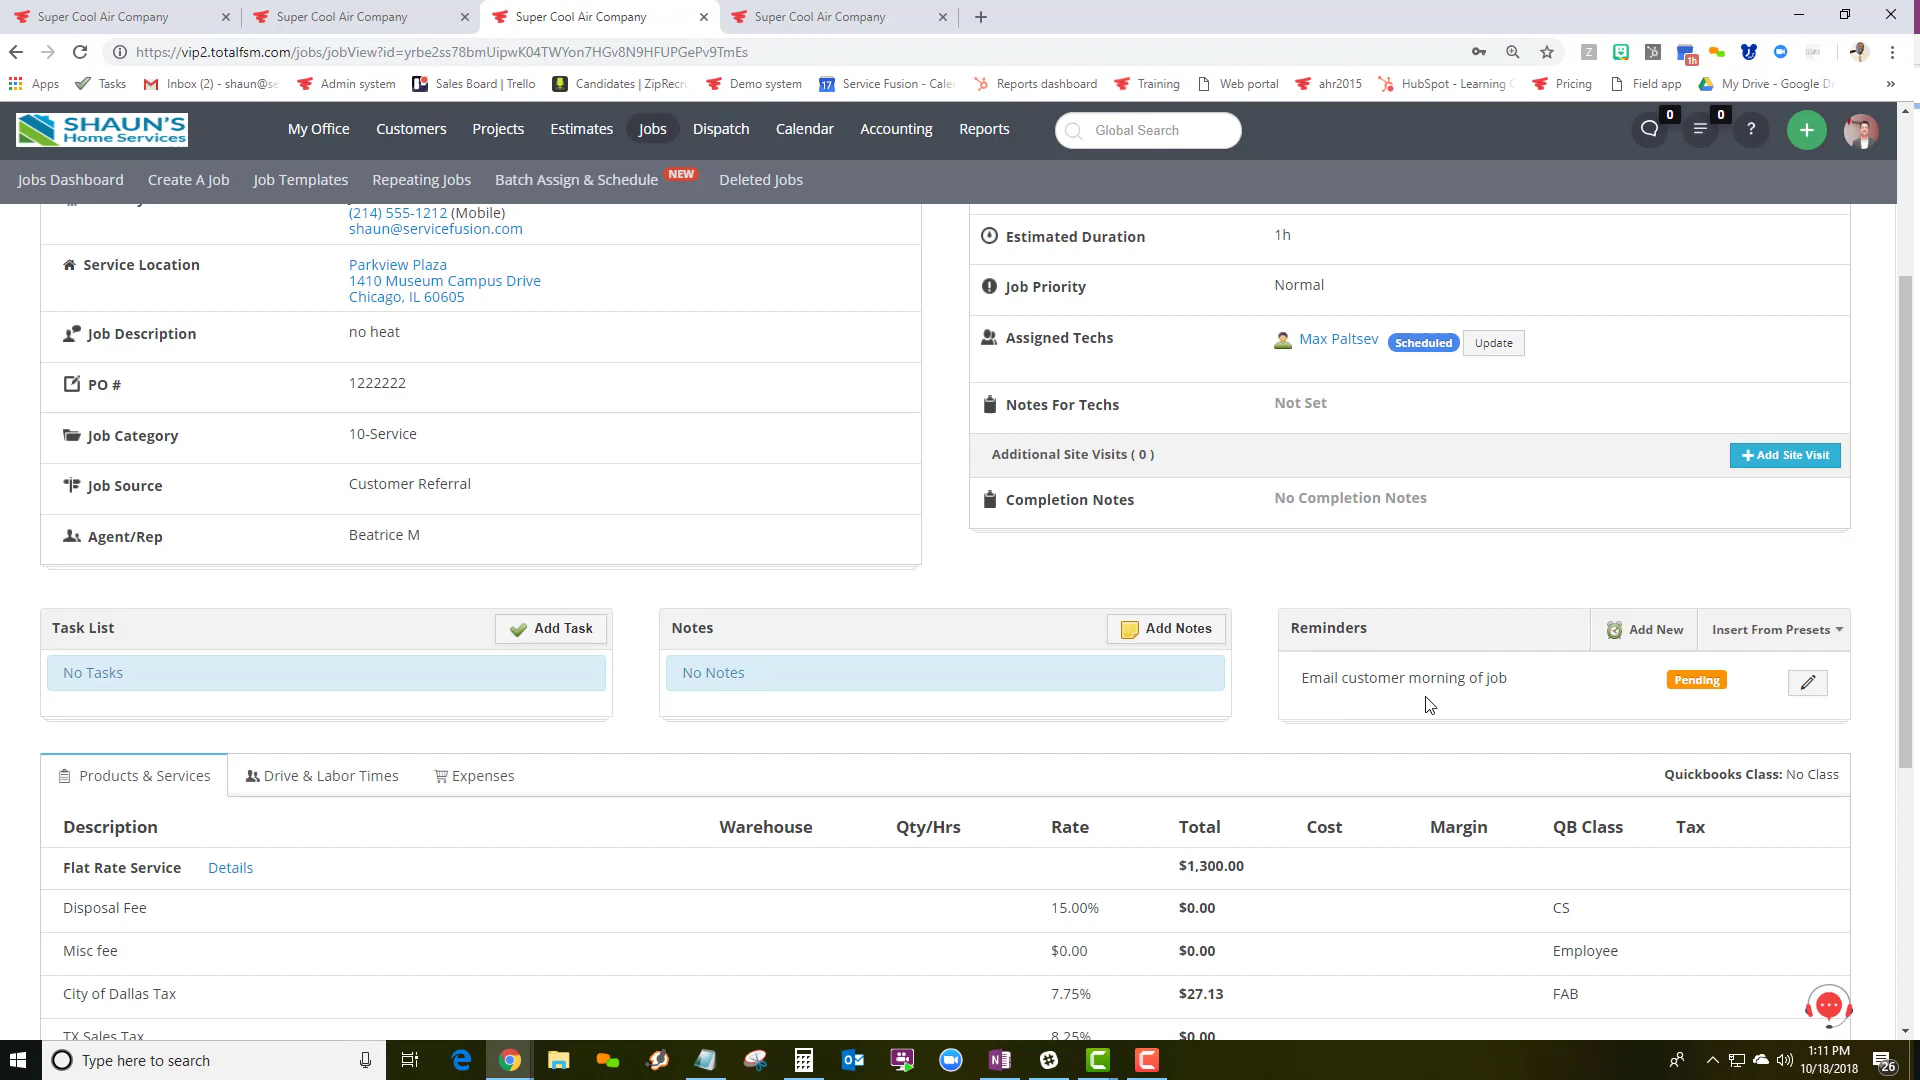 Super Cool Air Company
Super Cool Air Company
Super Cool Air Company
Super Cool Air Company
https://vip2.totalfsm.com/jobs/jobView?id=yrbe2ss78bmUipwK04TWYon7HGv8N9HFUPGePv9TmEs
1h
Apps
Tasks
Inbox (2) - shaun@se
Admin system
Sales Board | Trello
Candidates | ZipRecr
Demo system
17
Service Fusion - Cale
Reports dashboard
Training
Web portal
ahr2015
HubSpot - Learning
Pricing
Field app
My Drive - Google D
»
SHAUN'S
Home Services
My Office
Customers
Projects
Estimates
Jobs
Dispatch
Calendar
Accounting
Reports
Global Search
0
0
?
Jobs Dashboard
Create A Job
Job Templates
Repeating Jobs
Batch Assign & Schedule
NEW
Deleted Jobs
(214) 555-1212 (Mobile)
shaun@servicefusion.com
Service Location
Parkview Plaza
1410 Museum Campus Drive
Chicago, IL 60605
Job Description
no heat
PO #
1222222
Job Category
10-Service
Job Source
Customer Referral
Agent/Rep
Beatrice M
Estimated Duration
1h
Job Priority
Normal
Assigned Techs
Max Paltsev
Scheduled
Update
Notes For Techs
Not Set
Additional Site Visits ( 0 )
Add Site Visit
Completion Notes
No Completion Notes
Task List
Add Task
No Tasks
Notes
Add Notes
No Notes
Reminders
Add New
Insert From Presets
Email customer morning of job
Pending
Products & Services
Drive & Labor Times
Expenses
Quickbooks Class: No Class
Description
Warehouse
Qty/Hrs
Rate
Total
Cost
Margin
QB Class
Tax
Flat Rate Service
Details
$1,300.00
Disposal Fee
15.00%
$0.00
CS
Misc fee
$0.00
$0.00
Employee
City of Dallas Tax
7.75%
$27.13
FAB
TX Sales Tax
8.25%
$0.00
Type here to search
1:11 PM
10/18/2018
26